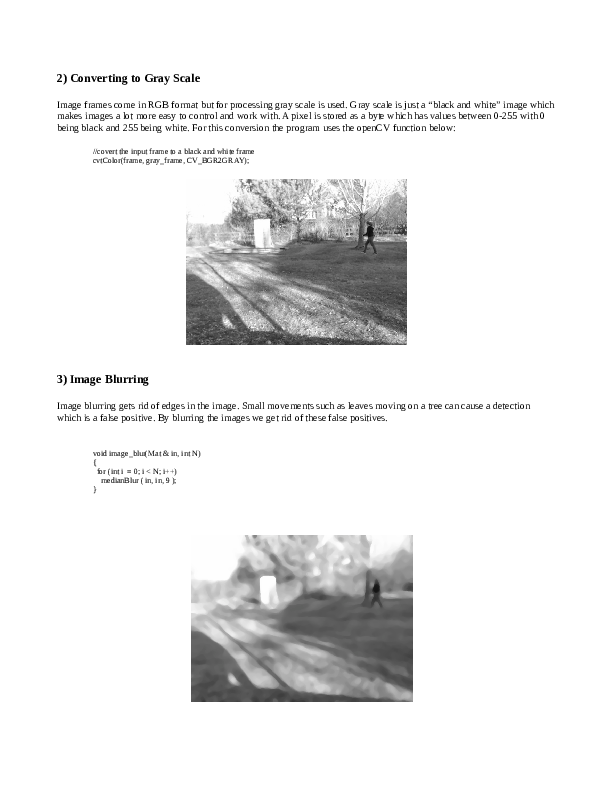 2) Converting to Gray Scale
Image frames come in RGB format but for processing gray scale is used. Gray scale is just a “black and white” image which
makes images a lot more easy to control and work with. A pixel is stored as a byte which has values between 0-255 with 0
being black and 255 being white. For this conversion the program uses the openCV function below:
//covert the input frame to a black and white frame
cvtColor(frame, gray_frame, CV_BGR2GRAY);
3) Image Blurring
Image blurring gets rid of edges in the image. Small movements such as leaves moving on a tree can cause a detection
which is a false positive. By blurring the images we get rid of these false positives.
void image_blur(Mat & in, int N)
{
for (int i = 0; i < N; i++)
medianBlur ( in, in, 9 );
}